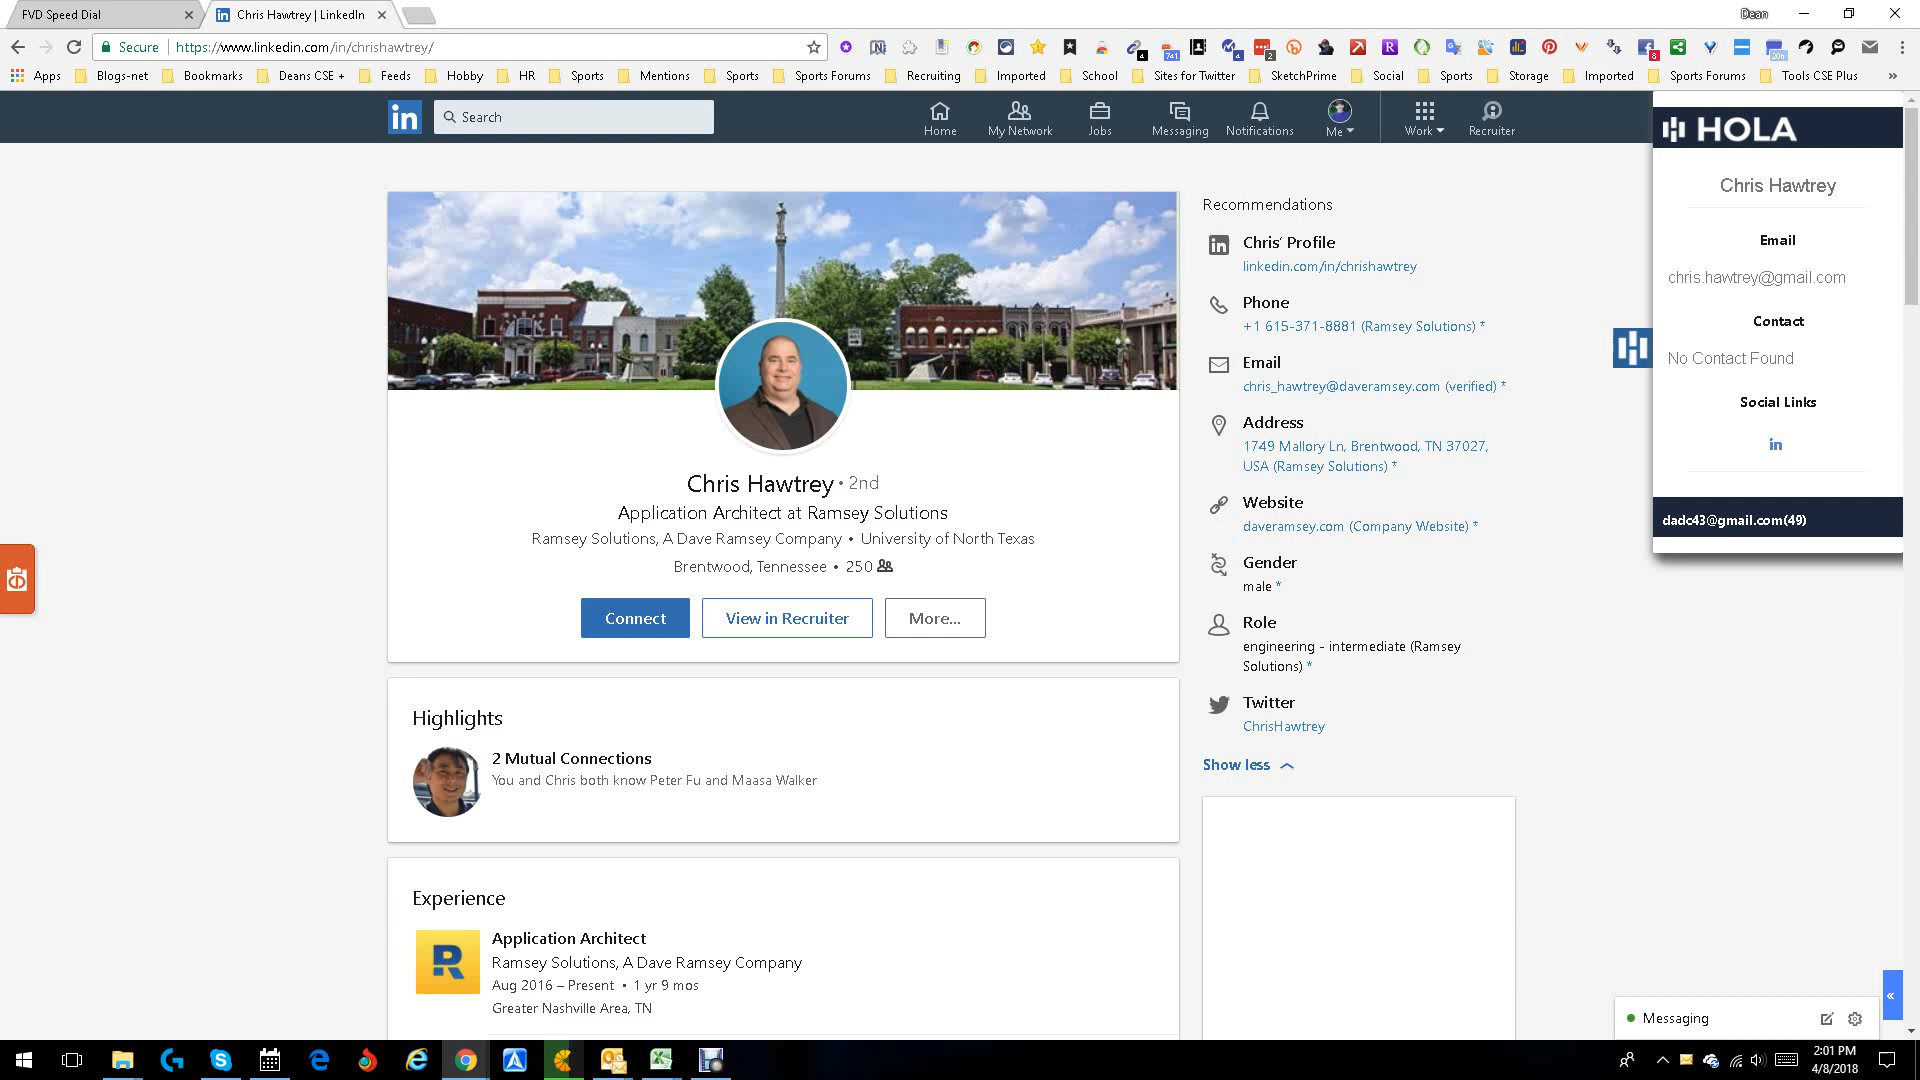 FVD Speed Dial
Chris Hawtrey | LinkedIn
Dean
Secure https://www.linkedin.com/in/chrishawtrey/
Apps Blogs-net Bookmarks Deans CSE + Feeds Hobby HR Sports Mentions Sports Sports Forums Recruiting Imported School Sites for Twitter SketchPrime Social Sports Storage Imported Sports Forums Tools CSE Plus »
in Search Home My Network Jobs Messaging Notifications Me Work Recruiter
HOLA
Chris Hawtrey
Email
chris.hawtrey@gmail.com
Contact
No Contact Found
Social Links
in
dadc43@gmail.com(49)
Chris Hawtrey • 2nd
Application Architect at Ramsey Solutions
Ramsey Solutions, A Dave Ramsey Company • University of North Texas
Brentwood, Tennessee • 250
Connect View in Recruiter More...
Highlights
2 Mutual Connections
You and Chris both know Peter Fu and Maasa Walker
Experience
R
Application Architect
Ramsey Solutions, A Dave Ramsey Company
Aug 2016 – Present • 1 yr 9 mos
Greater Nashville Area, TN
Recommendations
Chris' Profile
linkedin.com/in/chrishawtrey
Phone
+1 615-371-8881 (Ramsey Solutions) *
Email
chris_hawtrey@daveramsey.com (verified) *
Address
1749 Mallory Ln, Brentwood, TN 37027,
USA (Ramsey Solutions) *
Website
daveramsey.com (Company Website) *
Gender
male *
Role
engineering - intermediate (Ramsey
Solutions) *
Twitter
ChrisHawtrey
Show less
«
Messaging
2:01 PM
4/8/2018